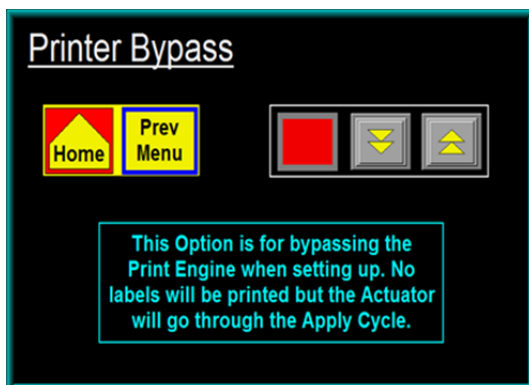 Printer Bypass
Home
Prev
Menu
This Option is for bypassing the
Print Engine when setting up. No
labels will be printed but the Actuator
will go through the Apply Cycle.